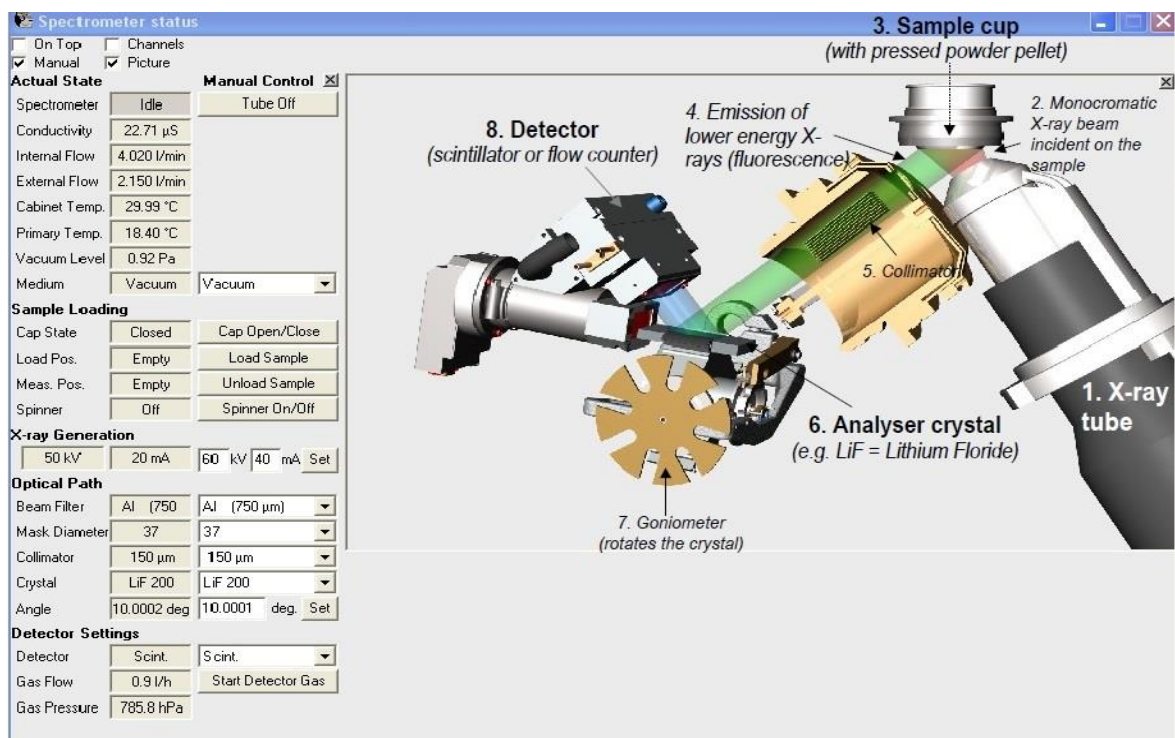 Spectrometer status
On Top Channels
Manual Picture
Actual State Manual Control
Spectrometer Idle Tube Off
Conductivity 22.71 µS
Internal Flow 4.020 l/min
External Flow 2.150 l/min
Cabinet Temp. 29.99 °C
Primary Temp. 18.40 °C
Vacuum Level 0.92 Pa
Medium Vacuum Vacuum
Sample Loading
Cap State Closed Cap Open/Close
Load Pos. Empty Load Sample
Meas. Pos. Empty Unload Sample
Spinner Off Spinner On/Off
X-ray Generation
50 kV 20 mA 60 kV 40 mA Set
Optical Path
Beam Filter Al (750 Al (750 µm)
Mask Diameter 37 37
Collimator 150 µm 150 µm
Crystal LiF 200 LiF 200
Angle 10.0002 deg 10.0001 deg. Set
Detector Settings
Detector Scint. Scint.
Gas Flow 0.9 l/h Start Detector Gas
Gas Pressure 785.8 hPa
3. Sample cup
(with pressed powder pellet)
4. Emission of
lower energy X-
rays (fluorescence)
2. Monocromatic
X-ray beam
incident on the
sample
8. Detector
(scintillator or flow counter)
5. Collimator
1. X-ray
tube
6. Analyser crystal
(e.g. LiF = Lithium Floride)
7. Goniometer
(rotates the crystal)